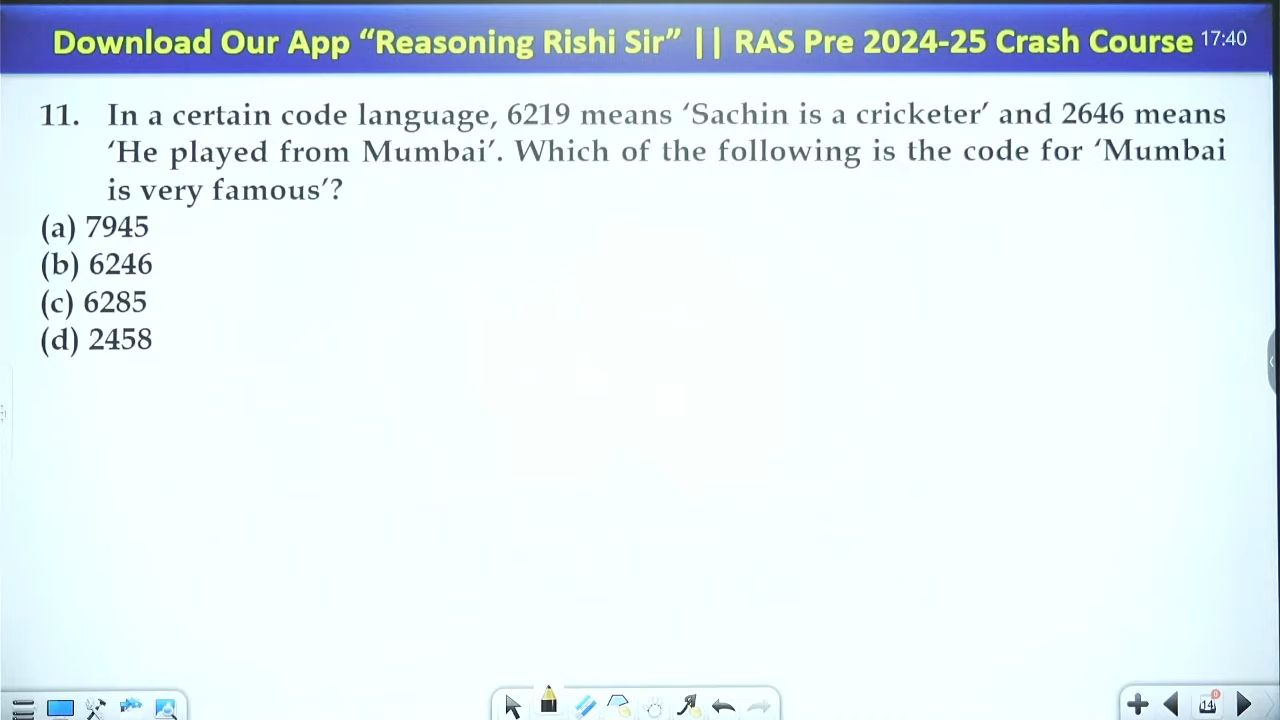 Download Our App “Reasoning Rishi Sir” || RAS Pre 2024-25 Crash Course 17:40
11. In a certain code language, 6219 means ‘Sachin is a cricketer’ and 2646 means
‘He played from Mumbai’. Which of the following is the code for ‘Mumbai
is very famous’?
(a) 7945
(b) 6246
(c) 6285
(d) 2458
14